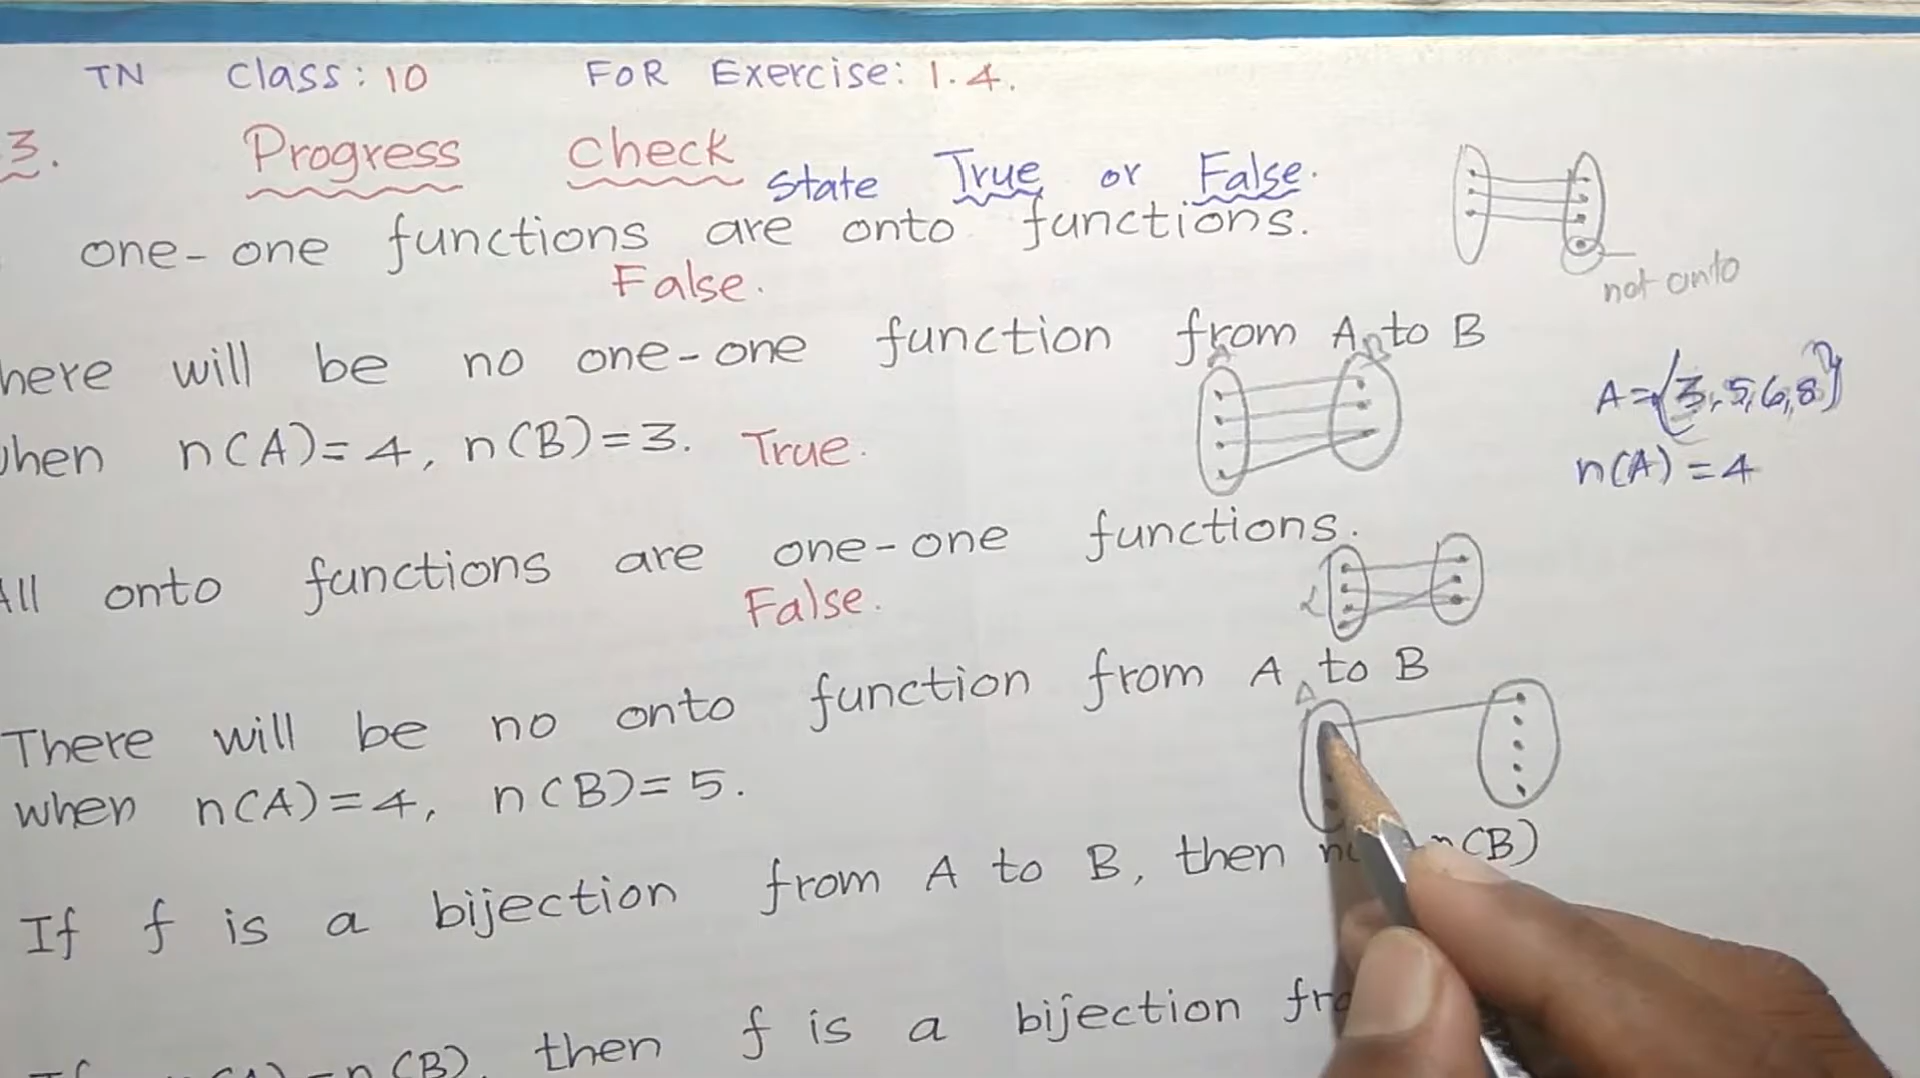 TN Class: 10 FOR Exercise: 1.4.
3. Progress check
State True or False.
one-one functions are onto functions.
False.
not onto
here will be no one-one function from A to B
A B
when n(A)=4, n(B)=3. True.
A={3,5,6,8}
n(A)=4
All onto functions are one-one functions.
False.
There will be no onto function from A to B
A
when n(A)=4, n(B)=5.
If f is a bijection from A to B, then n(B)
n(B), then f is a bijection